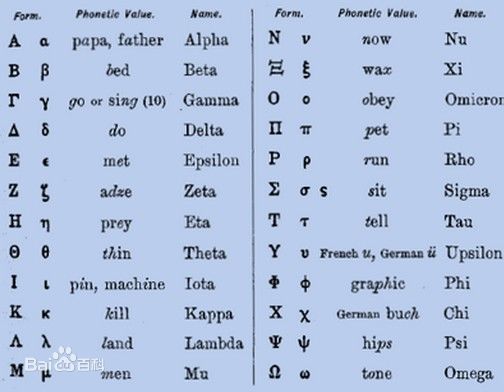 Form. Phonetic Value. Name.
Α α papa, father Alpha
Β β bed Beta
Γ γ go or sing (10) Gamma
Δ δ do Delta
Ε ϵ met Epsilon
Ζ ζ adze Zeta
Η η prey Eta
Θ θ thin Theta
Ι ι pin, machine Iota
Κ κ kill Kappa
Λ λ land Lambda
Μ μ men Mu
Form. Phonetic Value. Name.
Ν ν now Nu
Ξ ξ wax Xi
Ο ο obey Omicron
Π π pet Pi
Ρ ρ run Rho
Σ σ ς sit Sigma
Τ τ tell Tau
Υ υ French u, German ü Upsilon
Φ ϕ graphic Phi
Χ χ German buch Chi
Ψ ψ hips Psi
Ω ω tone Omega
Bai百科